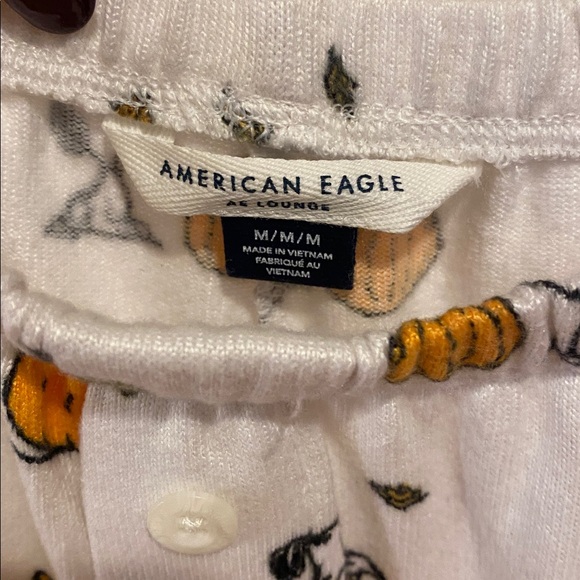 AMERICAN EAGLE
AE LOUNGE
M/M/M
MADE IN VIETNAM
FABRIQUÉ AU
VIETNAM